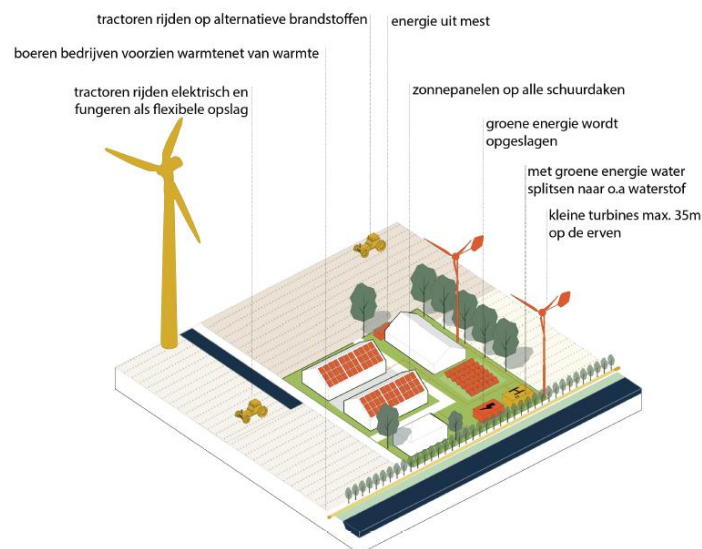 tractoren rijden op alternatieve brandstoffen
energie uit mest
boeren bedrijven voorzien warmtenet van warmte
tractoren rijden elektrisch en
fungeren als flexibele opslag
zonnepanelen op alle schuurdaken
groene energie wordt
opgeslagen
met groene energie water
splitsen naar o.a waterstof
kleine turbines max. 35m
op de erven